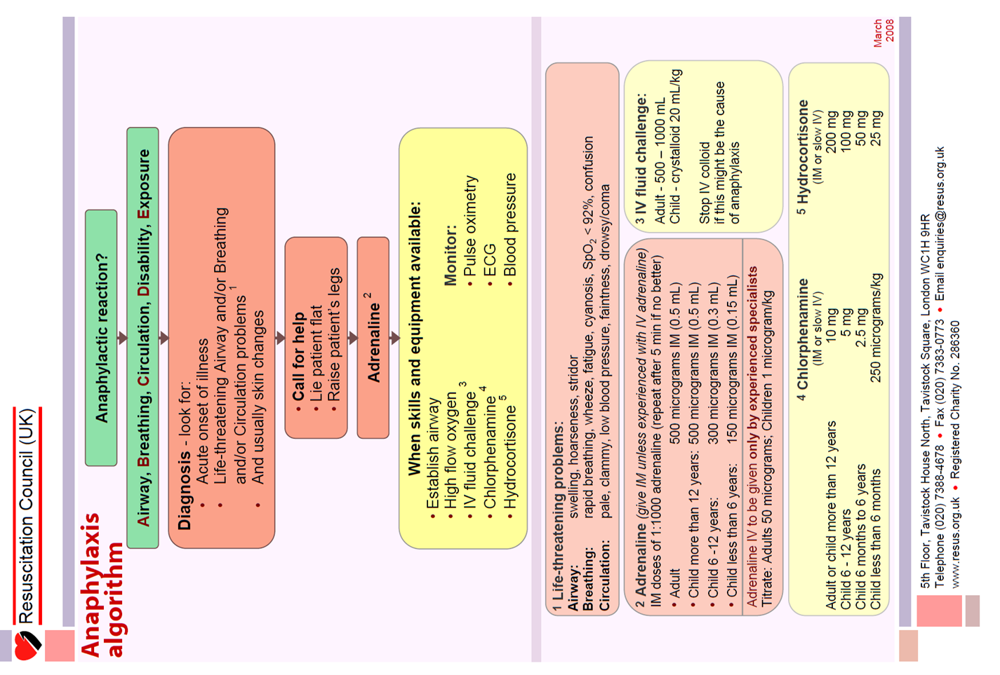 Resuscitation Council (UK)
Anaphylaxis
algorithm
Anaphylactic reaction?
Airway, Breathing, Circulation, Disability, Exposure
Diagnosis - look for:
• Acute onset of illness
• Life-threatening Airway and/or Breathing
and/or Circulation problems 1
• And usually skin changes
• Call for help
• Lie patient flat
• Raise patient's legs
Adrenaline 2
When skills and equipment available:
• Establish airway
• High flow oxygen
• IV fluid challenge 3
• Chlorphenamine 4
• Hydrocortisone 5
Monitor:
• Pulse oximetry
• ECG
• Blood pressure
1 Life-threatening problems:
Airway: swelling, hoarseness, stridor
Breathing: rapid breathing, wheeze, fatigue, cyanosis, SpO2 < 92%, confusion
Circulation: pale, clammy, low blood pressure, faintness, drowsy/coma
2 Adrenaline (give IM unless experienced with IV adrenaline)
IM doses of 1:1000 adrenaline (repeat after 5 min if no better)
• Adult 500 micrograms IM (0.5 mL)
• Child more than 12 years: 500 micrograms IM (0.5 mL)
• Child 6 -12 years: 300 micrograms IM (0.3 mL)
• Child less than 6 years: 150 micrograms IM (0.15 mL)
Adrenaline IV to be given only by experienced specialists
Titrate: Adults 50 micrograms; Children 1 microgram/kg
3 IV fluid challenge:
Adult - 500 – 1000 mL
Child - crystalloid 20 mL/kg
Stop IV colloid
if this might be the cause
of anaphylaxis
4 Chlorphenamine 5 Hydrocortisone
(IM or slow IV) (IM or slow IV)
Adult or child more than 12 years 10 mg 200 mg
Child 6 - 12 years 5 mg 100 mg
Child 6 months to 6 years 2.5 mg 50 mg
Child less than 6 months 250 micrograms/kg 25 mg
March
2008
5th Floor, Tavistock House North, Tavistock Square, London WC1H 9HR
Telephone (020) 7388-4678 • Fax (020) 7383-0773 • Email enquiries@resus.org.uk
www.resus.org.uk • Registered Charity No. 286360